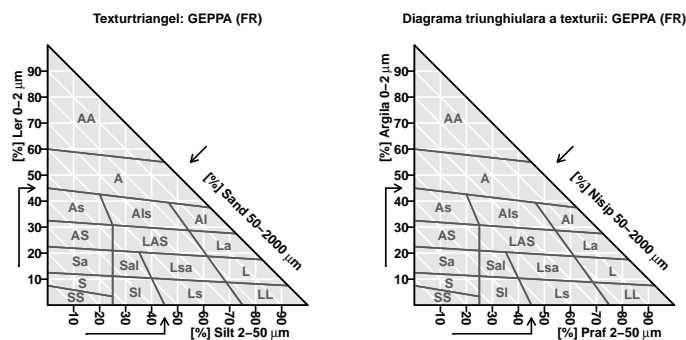 Texturtriangel: GEPPA (FR)
[%] Ler 0–2 µm
90
80
70
60
50
40
30
20
10
AA
A
As
Als
Al
AS
LAS
La
Sa
Sal
Lsa
L
S
SS
Sl
Ls
LL
[%] Sand 50–2000 µm
10 20 30 40 50 60 70 80 90
[%] Silt 2–50 µm
Diagrama triunghiulara a texturii: GEPPA (FR)
[%] Argila 0–2 µm
90
80
70
60
50
40
30
20
10
AA
A
As
Als
Al
AS
LAS
La
Sa
Sal
Lsa
L
S
SS
Sl
Ls
LL
[%] Nisip 50–2000 µm
10 20 30 40 50 60 70 80 90
[%] Praf 2–50 µm